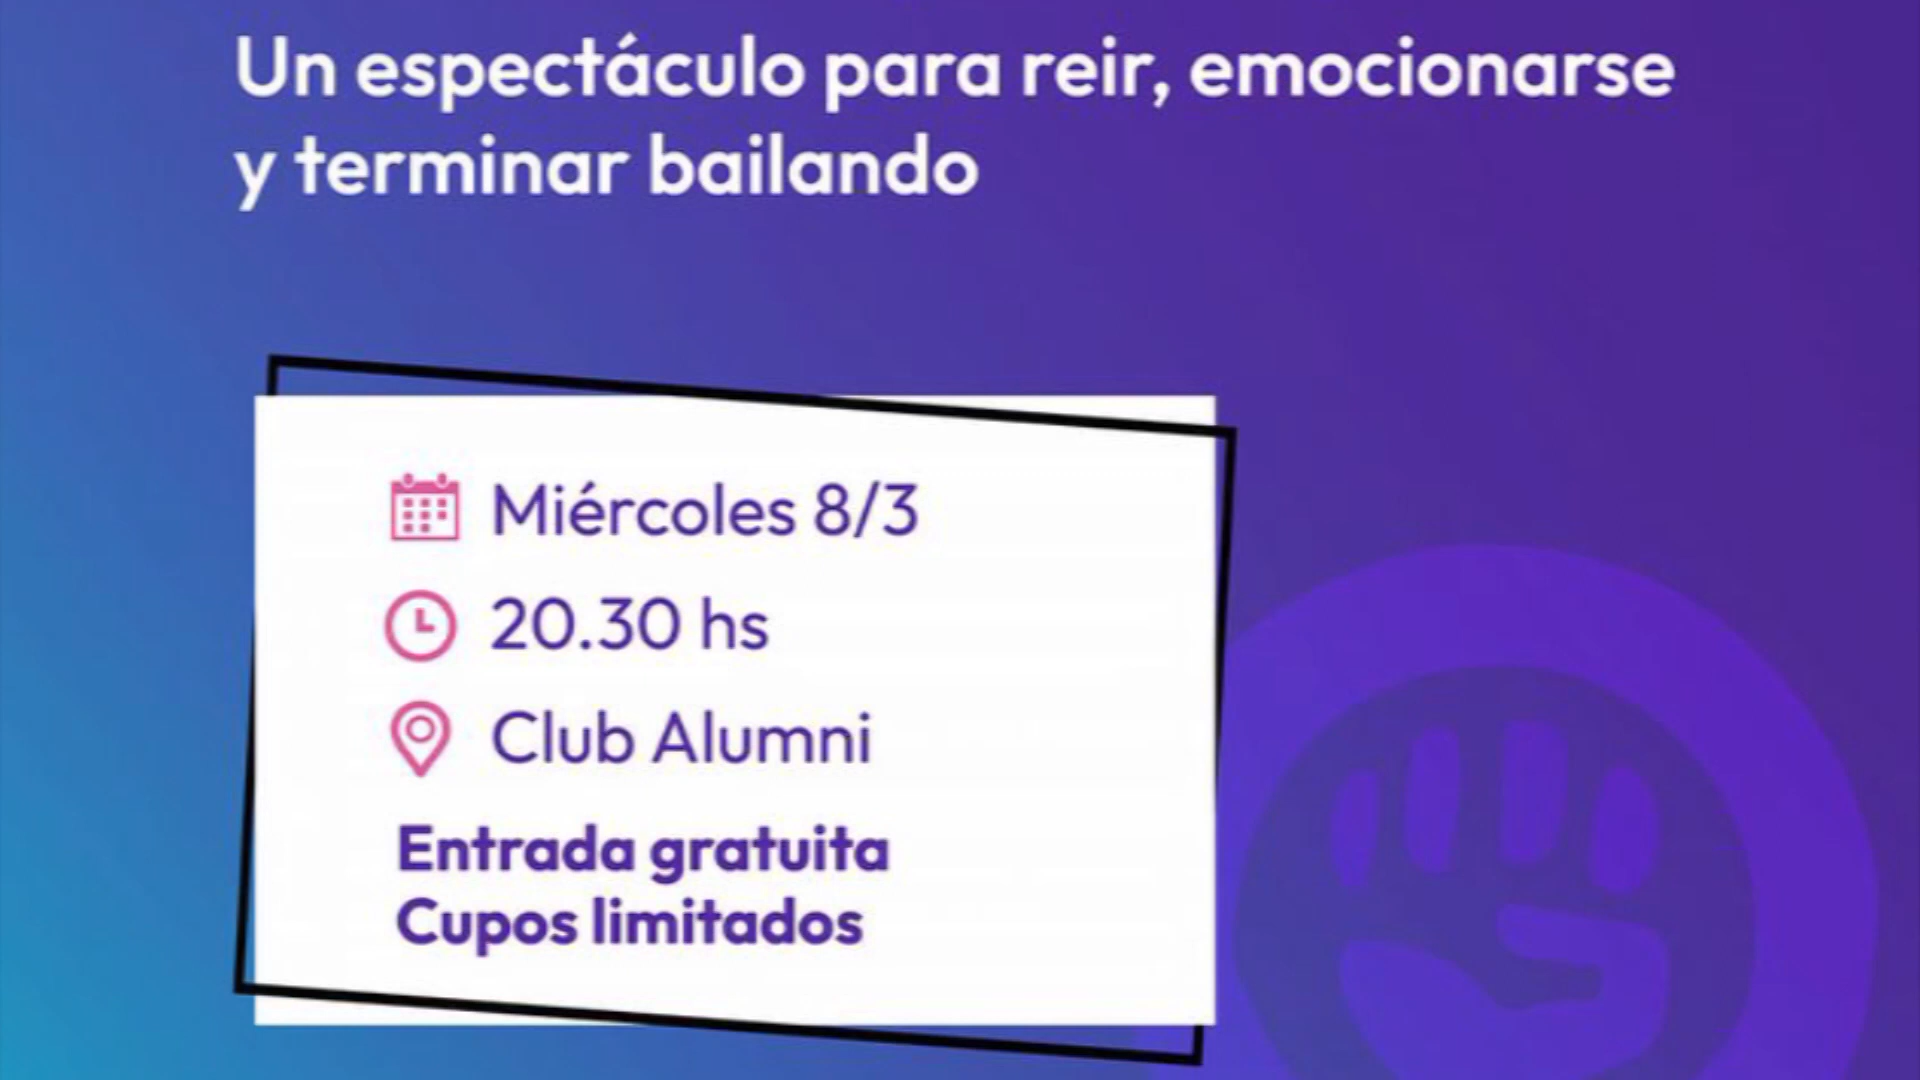 Un espectáculo para reir, emocionarse
y terminar bailando
Miércoles 8/3
20.30 hs
Club Alumni
Entrada gratuita
Cupos limitados